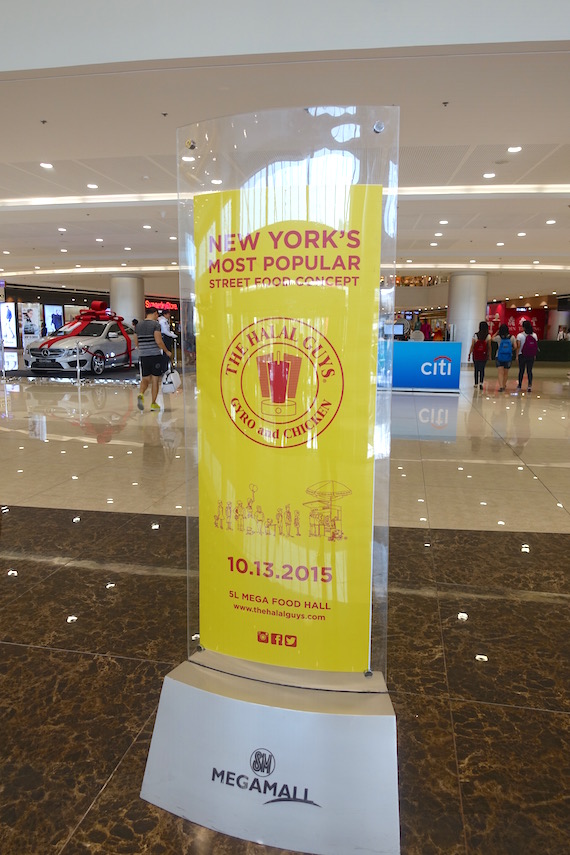 NEW YORK'S
MOST POPULAR
STREET FOOD CONCEPT
THE HALAL GUYS®
GYRO and CHICKEN
10.13.2015
5L MEGA FOOD HALL
www.thehalalguys.com
SM
MEGAMALL
citi